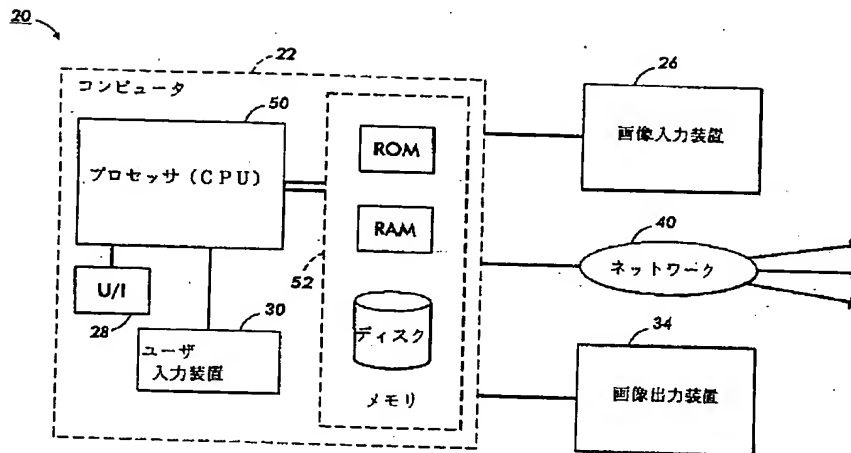 20
22
コンピュータ
50
プロセッサ(CPU)
U/I
28
30
ユーザ
入力装置
52
ROM
RAM
ディスク
メモリ
26
画像入力装置
40
ネットワーク
34
画像出力装置